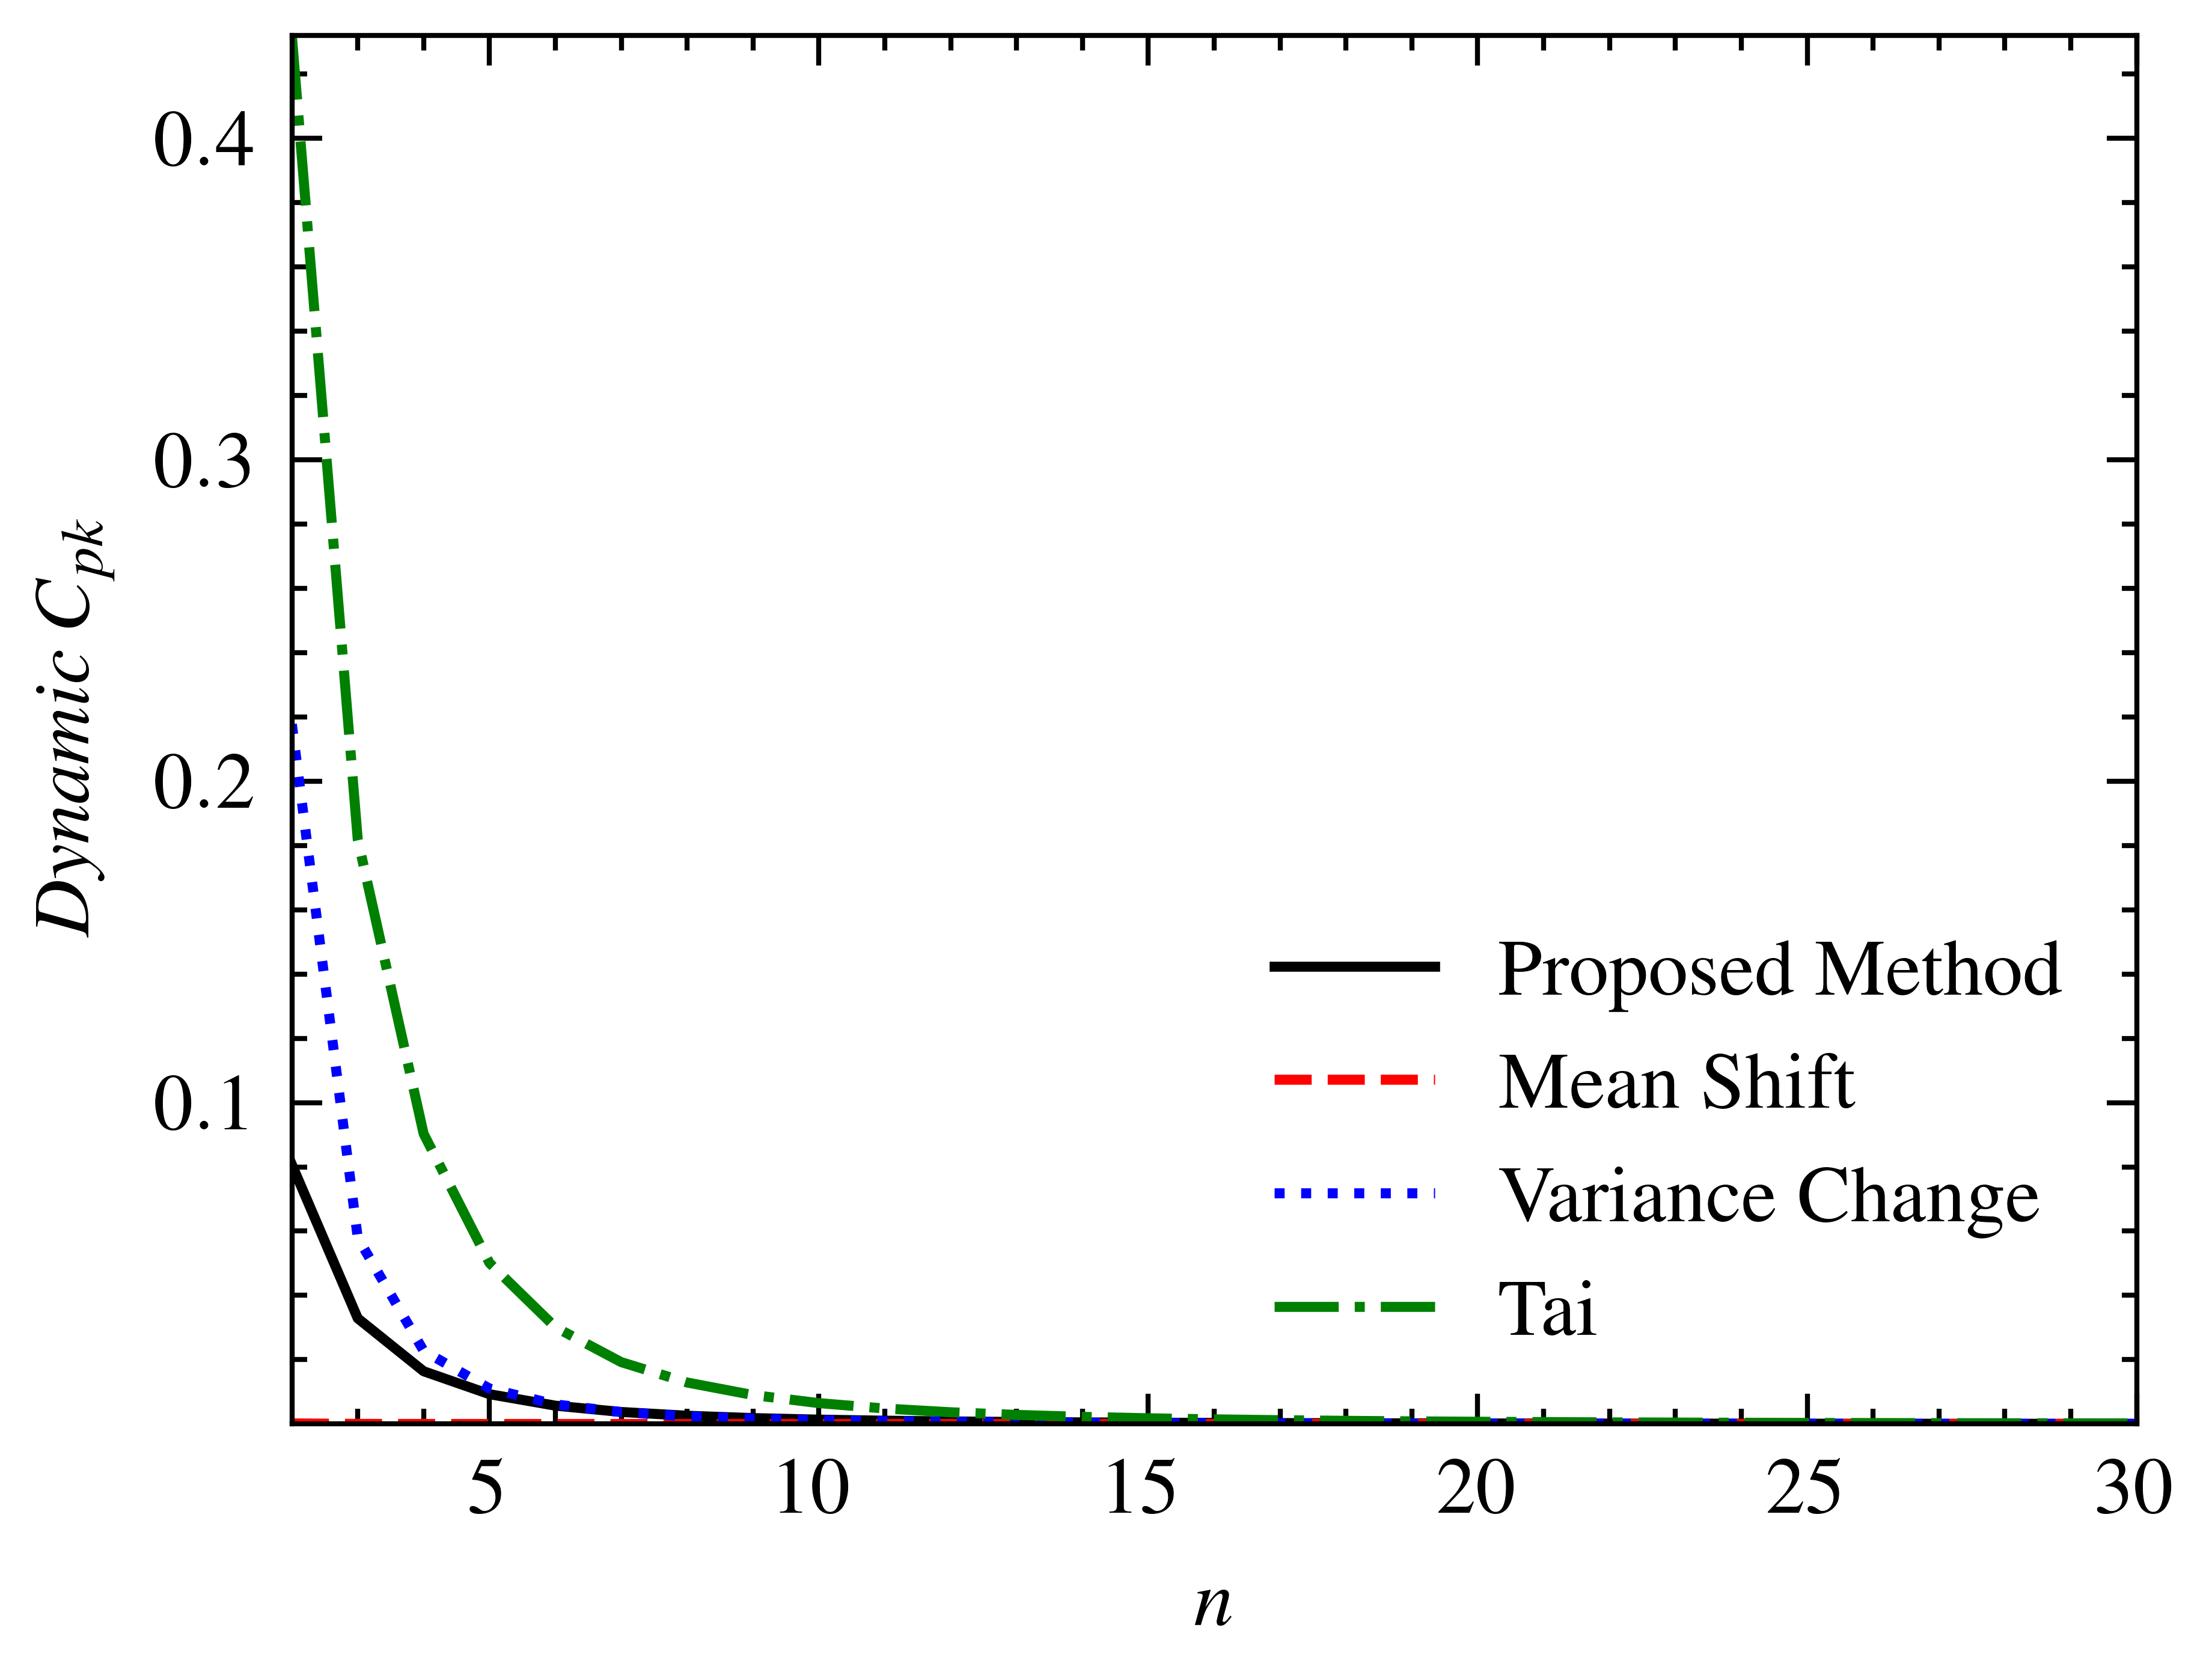 0.4
0.3
0.2
0.1
Dynamic Cpk
Proposed Method
Mean Shift
Variance Change
Tai
5 10 15 20 25 30
n